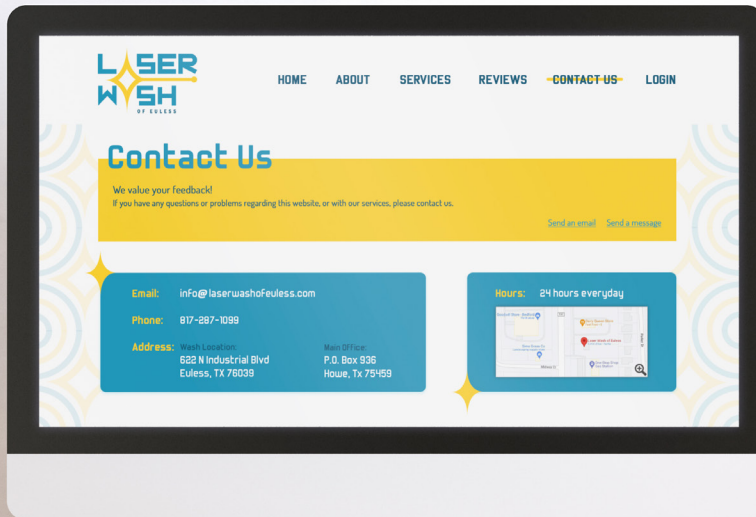 LASER
WASH
OF EULESS
HOME ABOUT SERVICES REVIEWS CONTACT US LOGIN
Contact Us
We value your feedback!
If you have any questions or problems regarding this website, or with our services, please contact us.
Send an email Send a message
Email: info@laserwashofeuless.com
Phone: 817-287-1099
Address: Wash Location:
622 N Industrial Blvd
Euless, TX 76039
Main Office:
P.O. Box 936
Howe, Tx 75459
Hours: 24 hours everyday